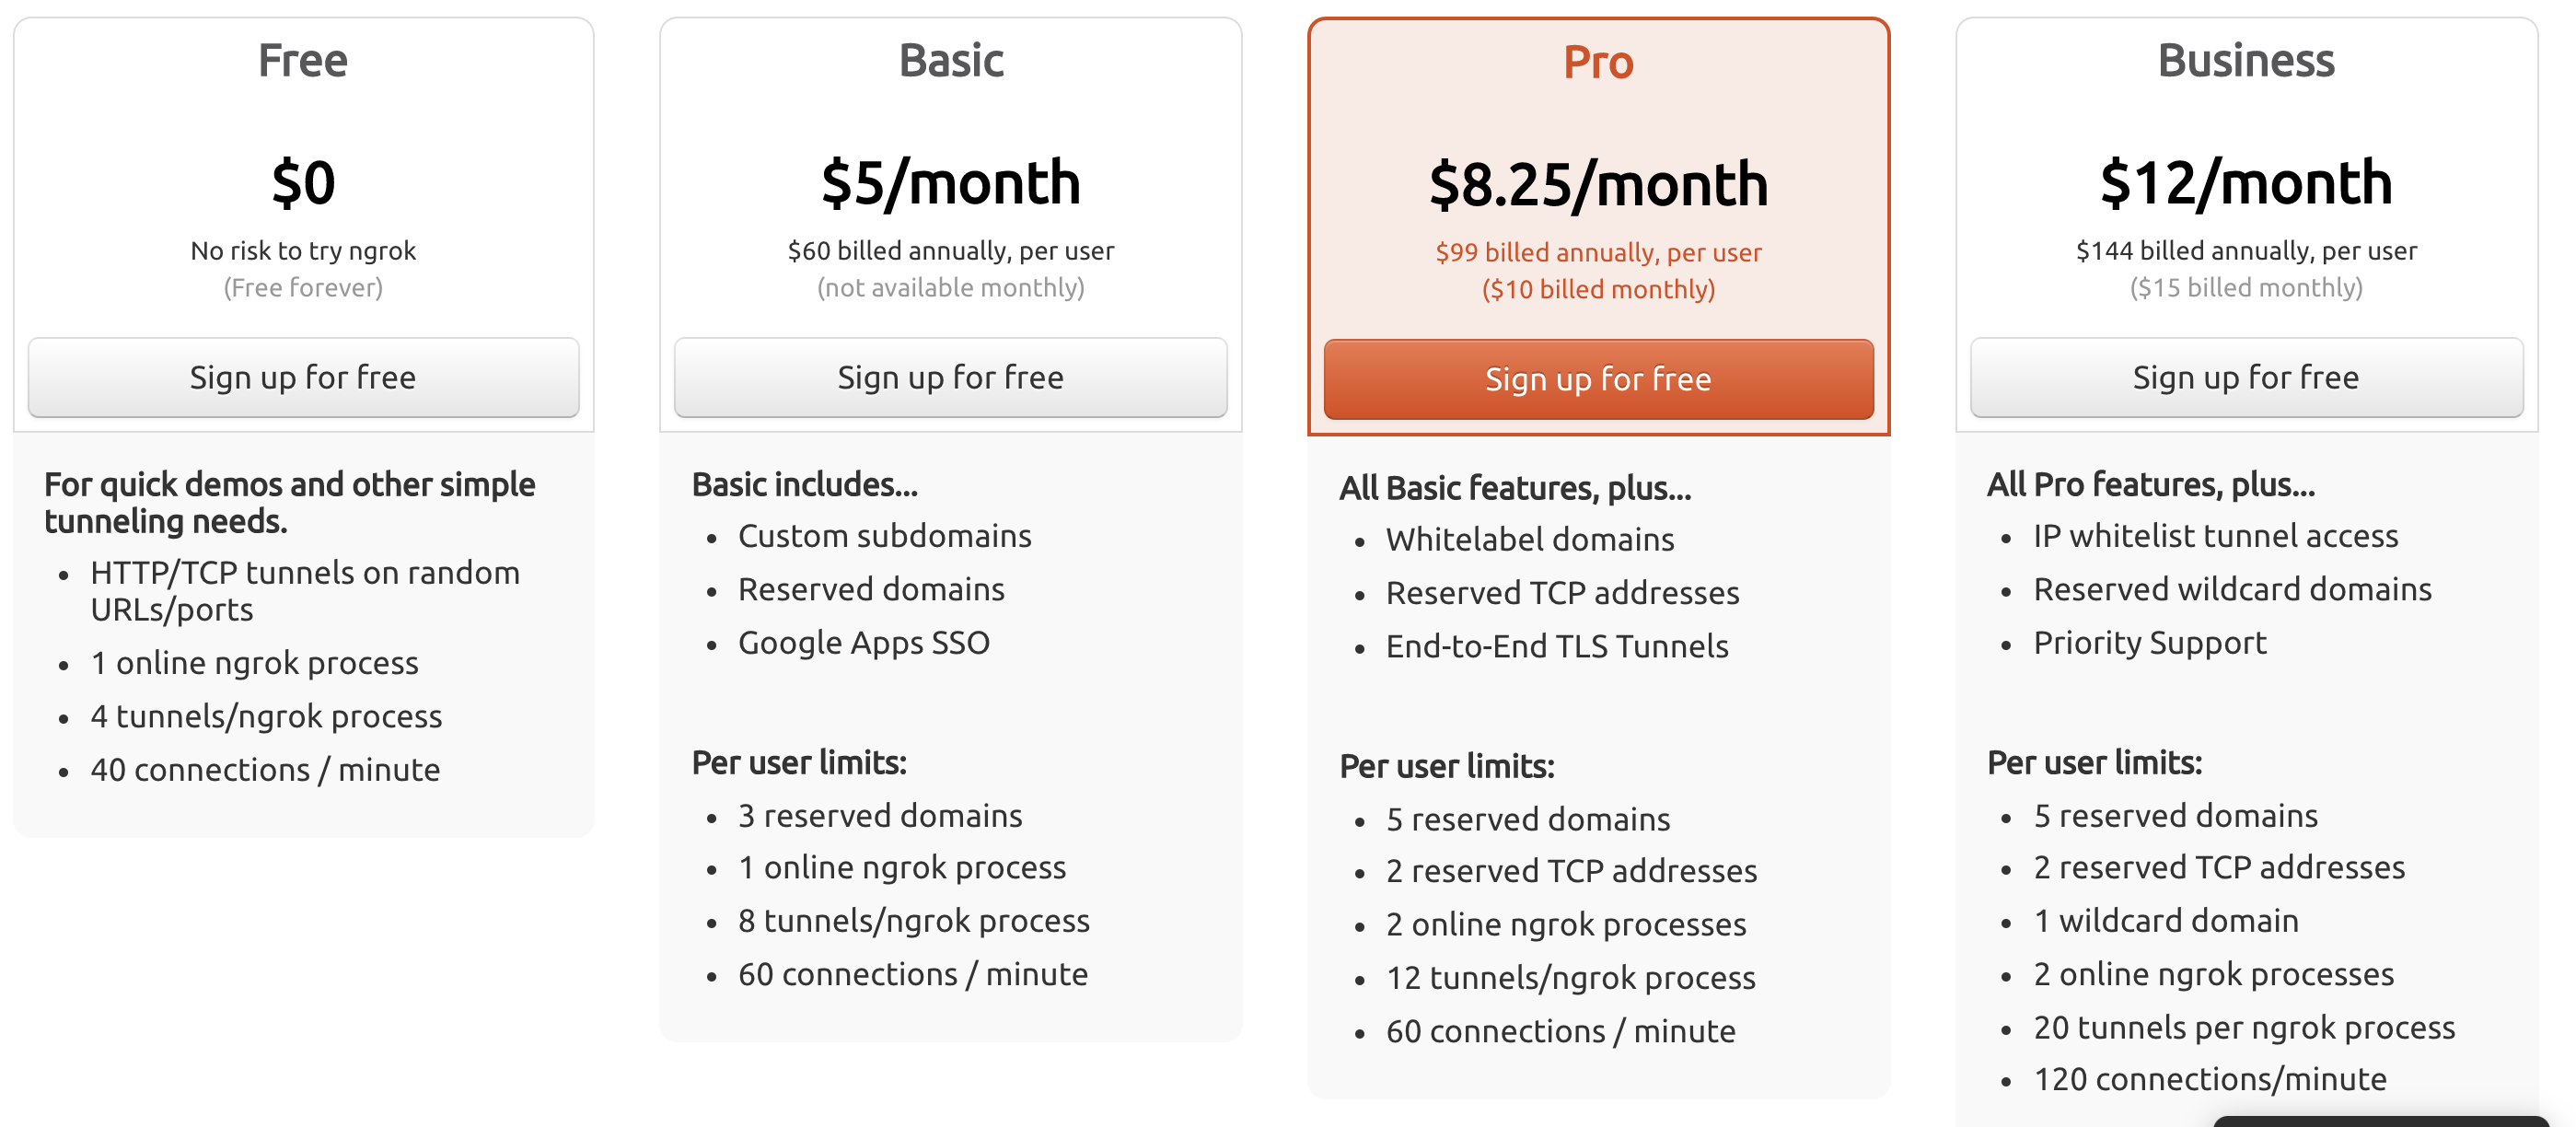 Free
$0
No risk to try ngrok
(Free forever)
Sign up for free
For quick demos and other simple
tunneling needs.
• HTTP/TCP tunnels on random
URLs/ports
• 1 online ngrok process
• 4 tunnels/ngrok process
• 40 connections / minute
Basic
$5/month
$60 billed annually, per user
(not available monthly)
Sign up for free
Basic includes...
• Custom subdomains
• Reserved domains
• Google Apps SSO
Per user limits:
• 3 reserved domains
• 1 online ngrok process
• 8 tunnels/ngrok process
• 60 connections / minute
Pro
$8.25/month
$99 billed annually, per user
($10 billed monthly)
Sign up for free
All Basic features, plus...
• Whitelabel domains
• Reserved TCP addresses
• End-to-End TLS Tunnels
Per user limits:
• 5 reserved domains
• 2 reserved TCP addresses
• 2 online ngrok processes
• 12 tunnels/ngrok process
• 60 connections / minute
Business
$12/month
$144 billed annually, per user
($15 billed monthly)
Sign up for free
All Pro features, plus...
• IP whitelist tunnel access
• Reserved wildcard domains
• Priority Support
Per user limits:
• 5 reserved domains
• 2 reserved TCP addresses
• 1 wildcard domain
• 2 online ngrok processes
• 20 tunnels per ngrok process
• 120 connections/minute